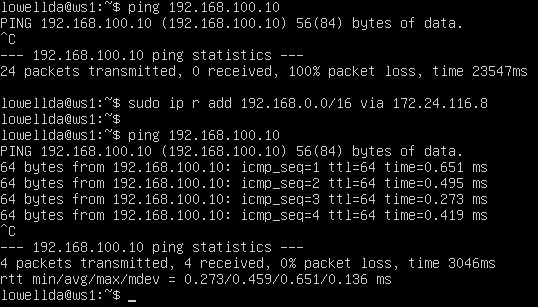 lowellda@ws1:~$ ping 192.168.100.10
PING 192.168.100.10 (192.168.100.10) 56(84) bytes of data.
^C
--- 192.168.100.10 ping statistics ---
24 packets transmitted, 0 received, 100% packet loss, time 23547ms

lowellda@ws1:~$ sudo ip r add 192.168.0.0/16 via 172.24.116.8
lowellda@ws1:~$
lowellda@ws1:~$ ping 192.168.100.10
PING 192.168.100.10 (192.168.100.10) 56(84) bytes of data.
64 bytes from 192.168.100.10: icmp_seq=1 ttl=64 time=0.651 ms
64 bytes from 192.168.100.10: icmp_seq=2 ttl=64 time=0.495 ms
64 bytes from 192.168.100.10: icmp_seq=3 ttl=64 time=0.273 ms
64 bytes from 192.168.100.10: icmp_seq=4 ttl=64 time=0.419 ms
^C
--- 192.168.100.10 ping statistics ---
4 packets transmitted, 4 received, 0% packet loss, time 3046ms
rtt min/avg/max/mdev = 0.273/0.459/0.651/0.136 ms
lowellda@ws1:~$ _